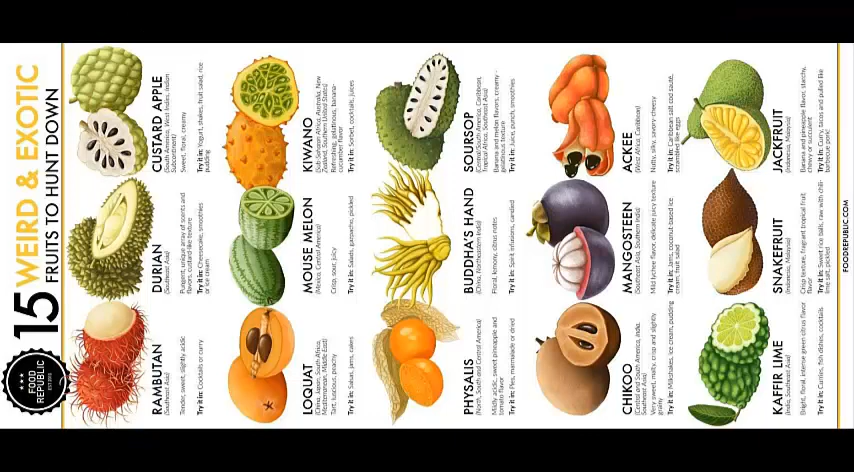 FOOD
REPUBLIC
EST 2010
15 WEIRD & EXOTIC
FRUITS TO HUNT DOWN
RAMBUTAN
(Southeast Asia)
Tender, sweet, slightly acidic
Try it in: Cocktails or curry
DURIAN
(Southeast Asia)
Pungent, unique array of scents and
flavors, custard-like texture
Try it in: Cheesecake, smoothies
or ice cream
CUSTARD APPLE
(South America, West Indies, Indian
Subcontinent)
Sweet, floral, creamy
Try it in: Yogurt, shakes, fruit salad, rice
pudding
LOQUAT
(China, Japan, South Africa,
Mediterranean, Middle East)
Tart, luscious, peachy
Try it in: Salsas, jams, cakes
MOUSE MELON
(Mexico, Central America)
Crisp, sour, juicy
Try it in: Salads, gazpacho, pickled
KIWANO
(Sub Saharan Africa, Australia, New
Zealand, Southern United States)
Refreshing, gelatinous, banana-
cucumber flavor
Try it in: Sorbet, cocktails, juices
PHYSALIS
(North, South and Central America)
Mildly acidic, sweet pineapple and
tomato flavor
Try it in: Pies, marmalade or dried
BUDDHA'S HAND
(China, Northeastern India)
Floral, lemony, citrus notes
Try it in: Spirit infusions, candied
SOURSOP
(Central/South America, Caribbean,
Tropical Africa, Southeast Asia)
Banana and melon flavors, creamy -
gelatinous texture
Try it in: Juice, punch, smoothies
CHIKOO
(Central and South America, India,
Southeast Asia)
Very sweet, malty, crisp and slightly
grainy
Try it in: Milkshakes, ice cream, pudding
MANGOSTEEN
(Southeast Asia, Southern India)
Mild lychee flavor, delicate juicy texture
Try it in: Jams, coconut-based ice
cream, fruit salad
ACKEE
(West Africa, Caribbean)
Nutty, silky, savory-cheesy
Try it in: Caribbean salt cod sauté,
scrambled like eggs
KAFFIR LIME
(India, Southeast Asia)
Bright, floral, intense green citrus flavor
Try it in: Curries, fish dishes, cocktails
SNAKEFRUIT
(Indonesia, Malaysia)
Crisp texture, fragrant tropical fruit
flavor
Try it in: Sweet rice balls, raw with chili-
lime salt, pickled
JACKFRUIT
(Indonesia, Malaysia)
Banana and pineapple flavor, starchy,
chewy or succulent
Try it in: Curry, tacos and pulled like
barbecue pork!
FOODREPUBLIC.COM